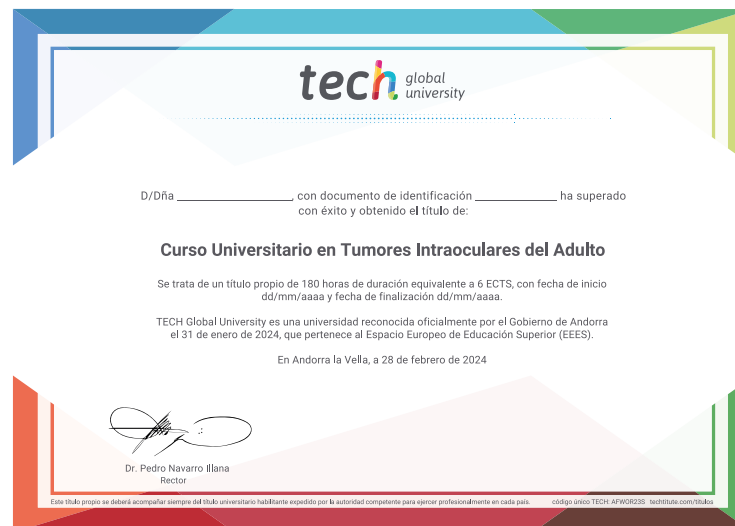 tech global university
D/Dña ____________, con documento de identificación ____________ ha superado
con éxito y obtenido el título de:
Curso Universitario en Tumores Intraoculares del Adulto
Se trata de un título propio de 180 horas de duración equivalente a 6 ECTS, con fecha de inicio
dd/mm/aaaa y fecha de finalización dd/mm/aaaa.
TECH Global University es una universidad reconocida oficialmente por el Gobierno de Andorra
el 31 de enero de 2024, que pertenece al Espacio Europeo de Educación Superior (EEES).
En Andorra la Vella, a 28 de febrero de 2024
Dr. Pedro Navarro Illana
Rector
Este título propio se deberá acompañar siempre del título universitario habilitante expedido por la autoridad competente para ejercer profesionalmente en cada país. código único TECH: AFWOR23S techtitute.com/titulos